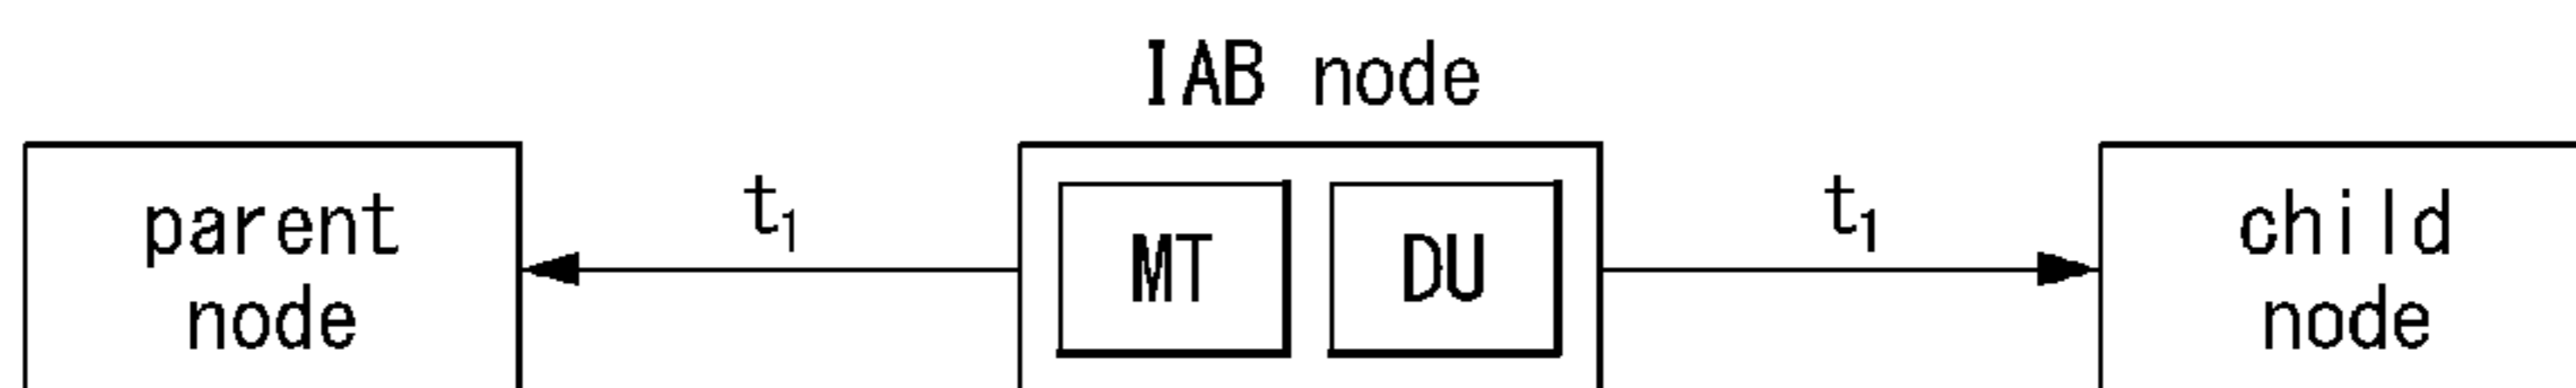 IAB node
parent
node
t₁
MT
DU
t₁
child
node